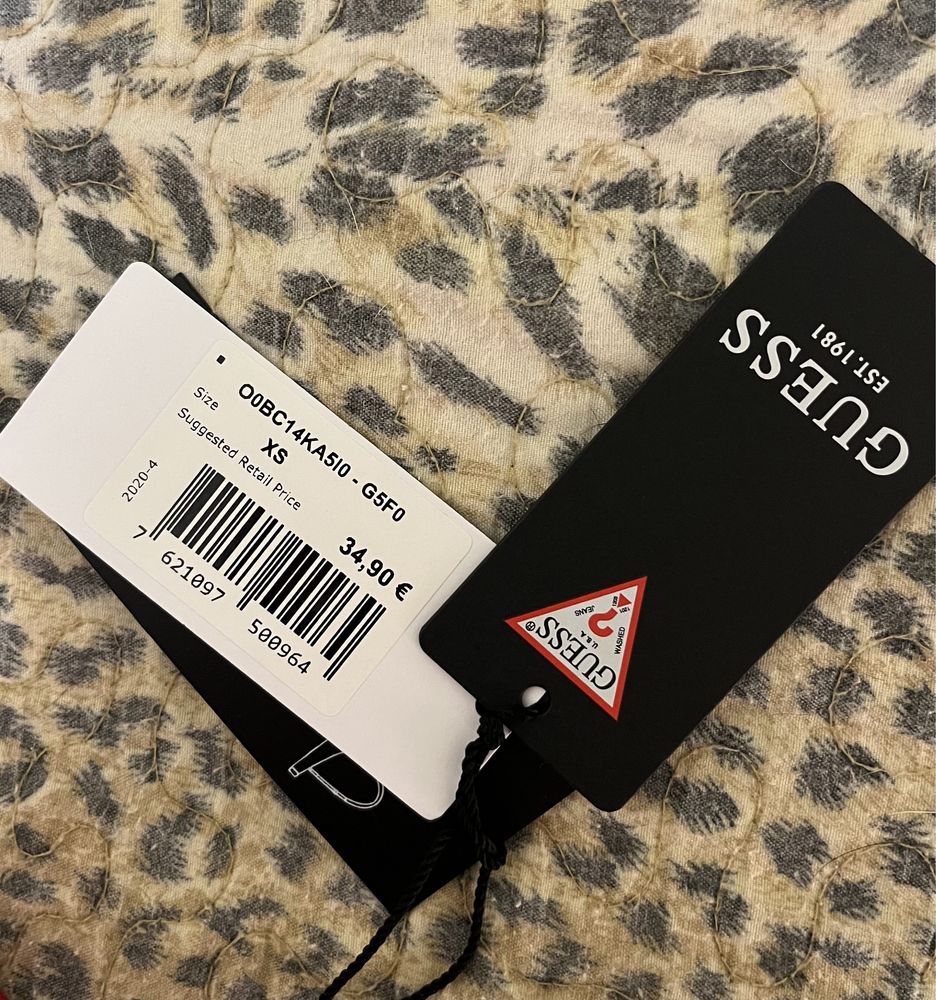 Size
O0BC14KA5I0 - G5F0
XS
Suggested Retail Price
34,90 €
2020-4
7 621097 500964
GUESS
EST.1981
GUESS®
U.S.A.
?
JEANS
WASHED
1981